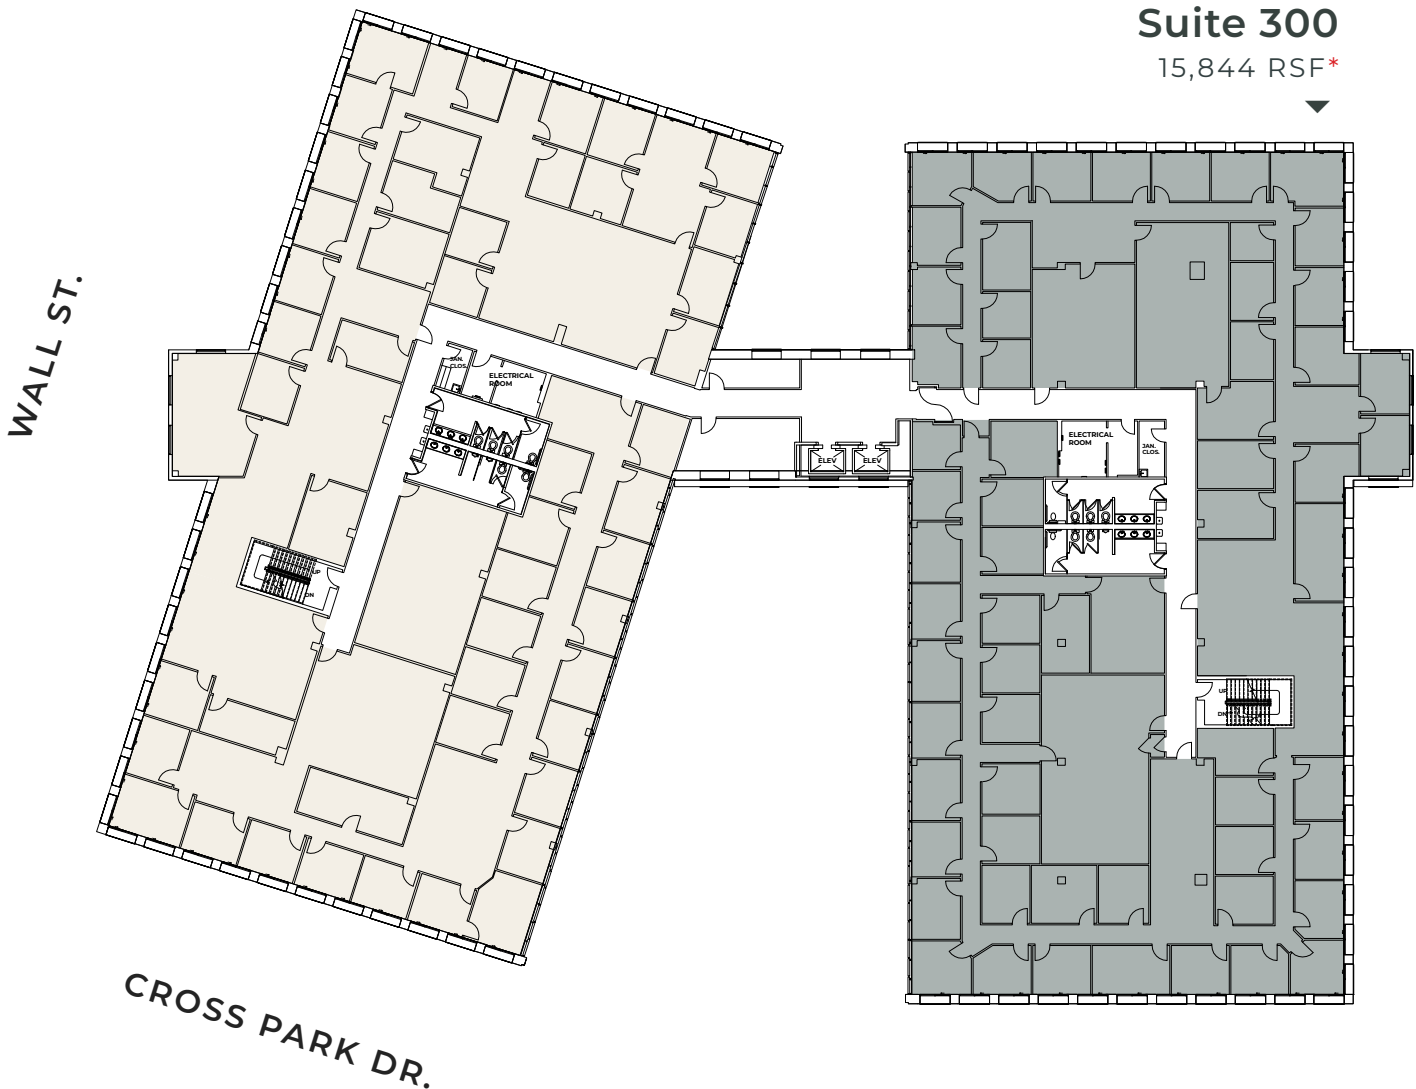 Suite 300
15,844 RSF*
WALL ST.
JAN.
CLOS.
ELECTRICAL
ROOM
ELEV
ELEV
ELECTRICAL
ROOM
JAN.
CLOS.
UP
DN
UP
DN
CROSS PARK DR.